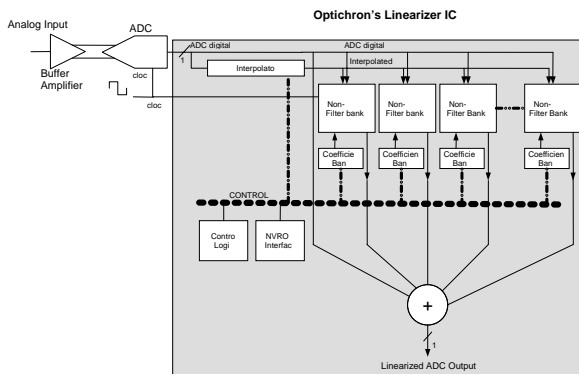 Optichron's Linearizer IC
Analog Input
ADC
ADC digital
ADC digital
1
Interpolated
Interpolato
Buffer
Amplifier
cloc
cloc
Non-
Filter bank
Non-
Filter bank
Non-
Filter bank
Non-
Filter bank
Coefficie
Ban
Coefficien
Ban
Coefficie
Ban
Coefficien
Ban
CONTROL
Contro
Logi
NVRO
Interfac
+
1
Linearized ADC Output